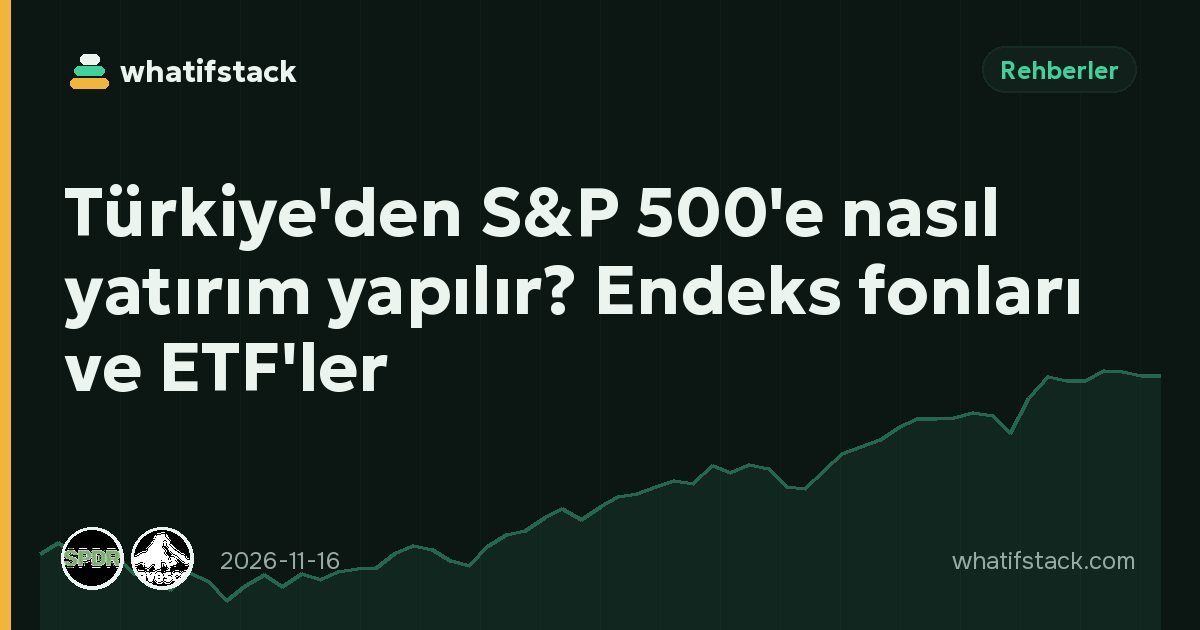 whatifstack
Rehberler
Türkiye'den S&P 500'e nasıl
yatırım yapılır? Endeks fonları
ve ETF'ler
SPDR
2026-11-16
whatifstack.com